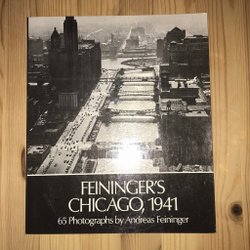 FEININGER'S
CHICAGO, 1941
65 Photographs by Andreas Feininger